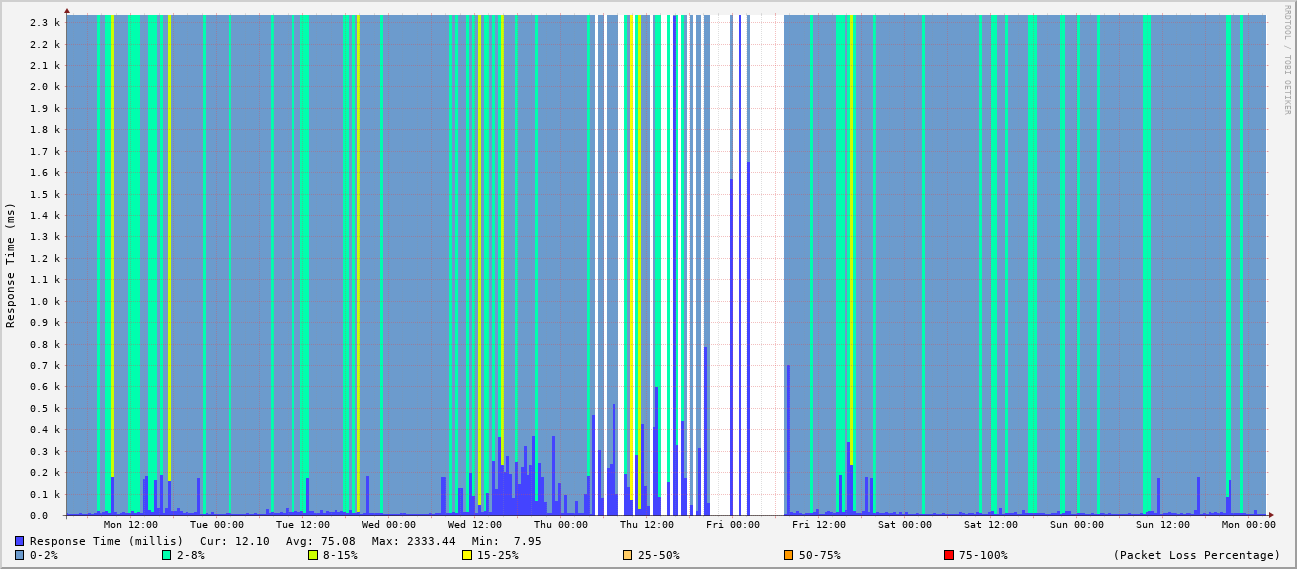 RRDTOOL / TOBI OETIKER
Response Time (ms)
2.3 k
2.2 k
2.1 k
2.0 k
1.9 k
1.8 k
1.7 k
1.6 k
1.5 k
1.4 k
1.3 k
1.2 k
1.1 k
1.0 k
0.9 k
0.8 k
0.7 k
0.6 k
0.5 k
0.4 k
0.3 k
0.2 k
0.1 k
0.0
Mon 12:00 Tue 00:00 Tue 12:00 Wed 00:00 Wed 12:00 Thu 00:00 Thu 12:00 Fri 00:00 Fri 12:00 Sat 00:00 Sat 12:00 Sun 00:00 Sun 12:00 Mon 00:00
Response Time (millis) Cur: 12.10 Avg: 75.08 Max: 2333.44 Min: 7.95
0-2% 2-8% 8-15% 15-25% 25-50% 50-75% 75-100% (Packet Loss Percentage)